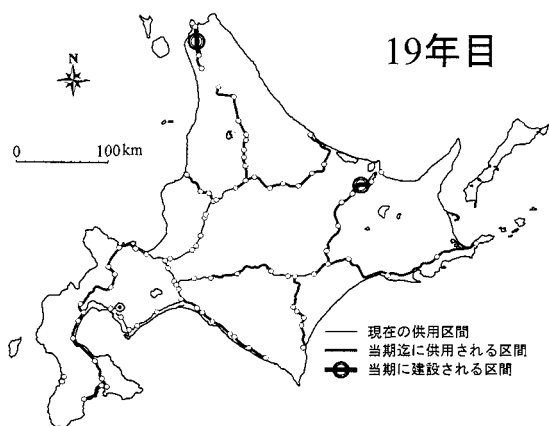 19年目
N
0 100km
現在の供用区間
当期迄に供用される区間
当期に建設される区間